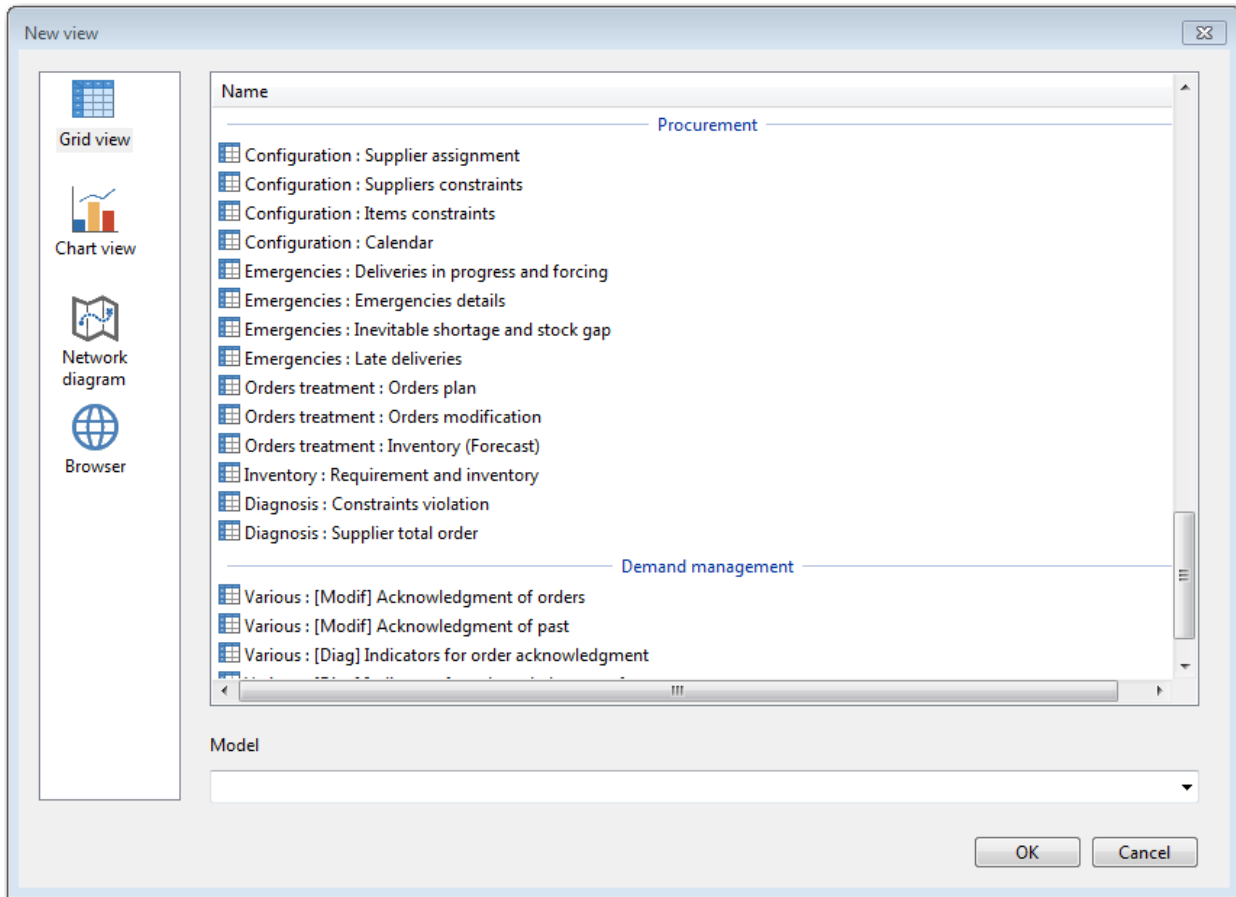 New view
Grid view
Chart view
Network
diagram
Browser
Name
Procurement
Configuration : Supplier assignment
Configuration : Suppliers constraints
Configuration : Items constraints
Configuration : Calendar
Emergencies : Deliveries in progress and forcing
Emergencies : Emergencies details
Emergencies : Inevitable shortage and stock gap
Emergencies : Late deliveries
Orders treatment : Orders plan
Orders treatment : Orders modification
Orders treatment : Inventory (Forecast)
Inventory : Requirement and inventory
Diagnosis : Constraints violation
Diagnosis : Supplier total order
Demand management
Various : [Modif] Acknowledgment of orders
Various : [Modif] Acknowledgment of past
Various : [Diag] Indicators for order acknowledgment
Model
OK
Cancel